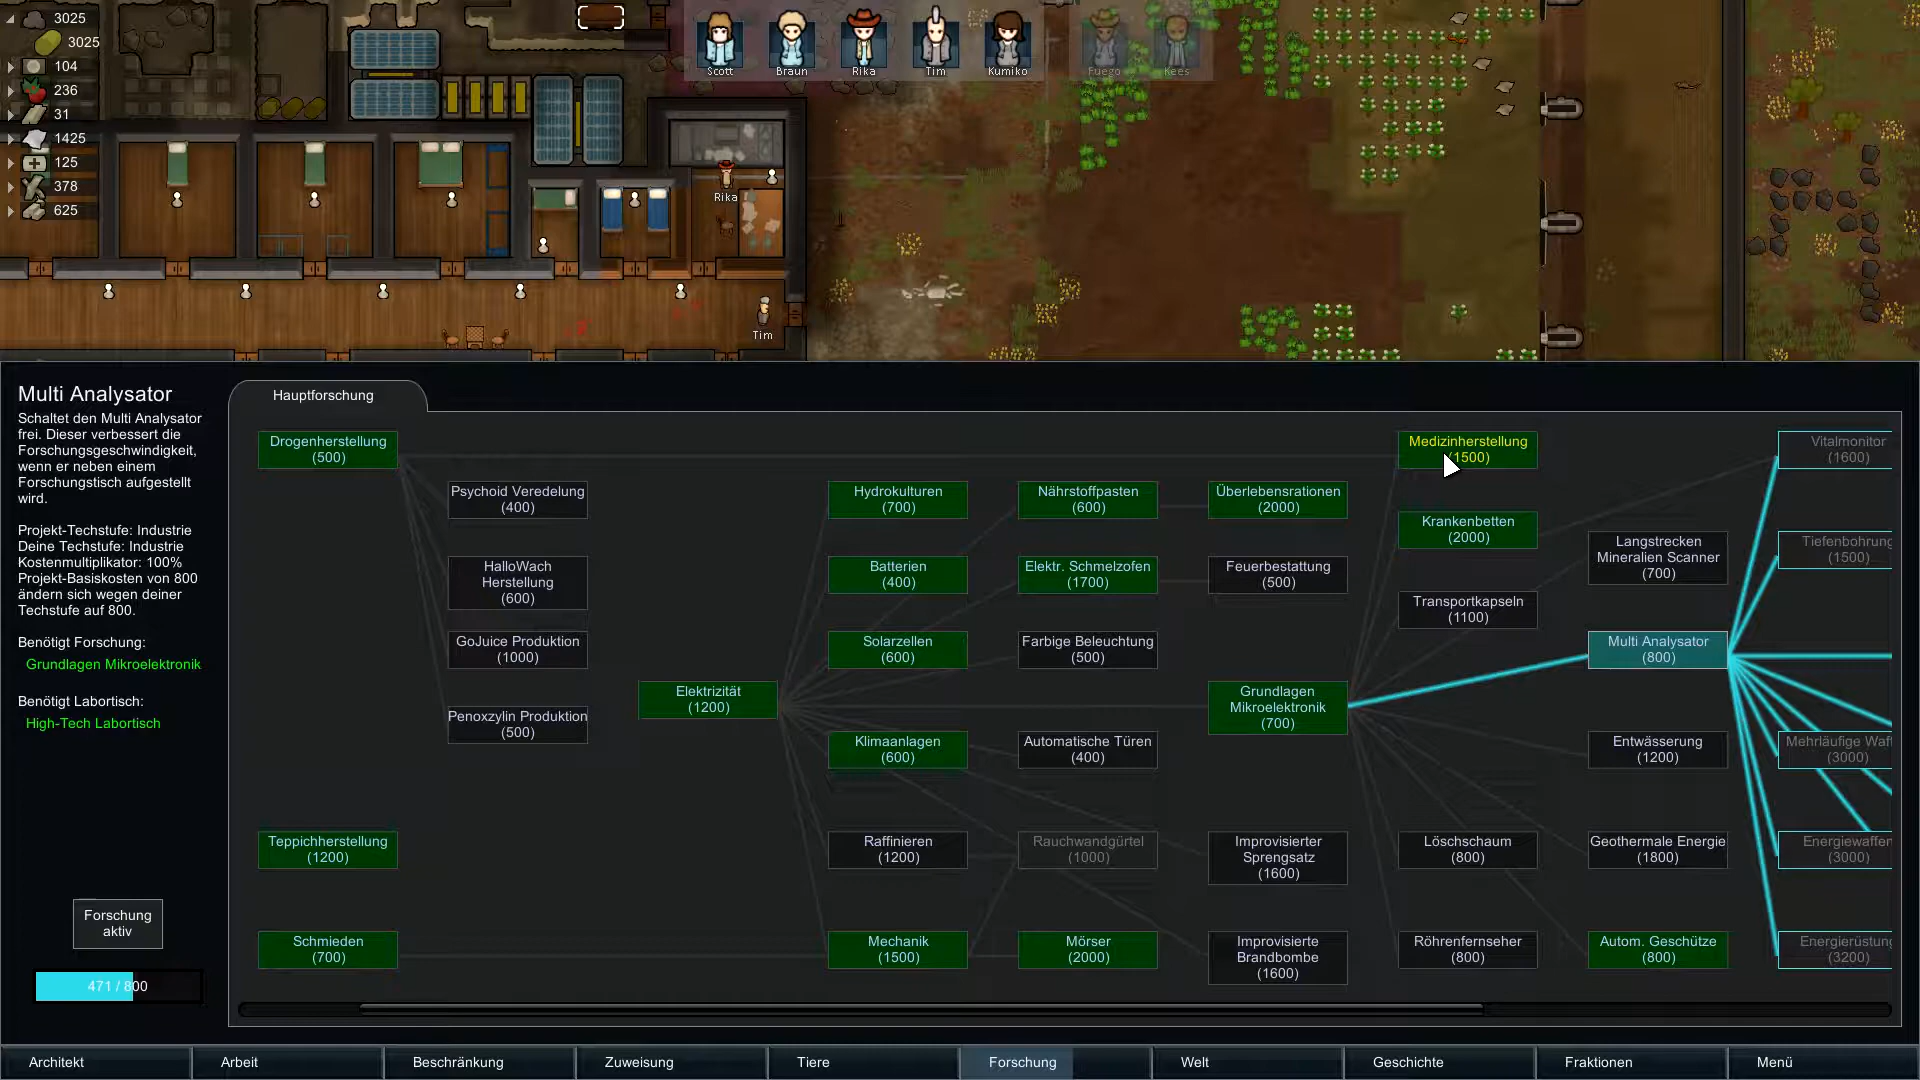 3025
3025
104
236
31
1425
125
378
625
Scott
Braun
Rika
Tim
Kumiko
Fuego
Kees
Rika
Tim
Multi Analysator
Schaltet den Multi Analysator
frei. Dieser verbessert die
Forschungsgeschwindigkeit,
wenn er neben einem
Forschungstisch aufgestellt
wird.
Projekt-Techstufe: Industrie
Deine Techstufe: Industrie
Kostenmultiplikator: 100%
Projekt-Basiskosten von 800
ändern sich wegen deiner
Techstufe auf 800.
Benötigt Forschung:
Grundlagen Mikroelektronik
Benötigt Labortisch:
High-Tech Labortisch
Forschung
aktiv
471 / 800
Hauptforschung
Drogenherstellung
(500)
Teppichherstellung
(1200)
Schmieden
(700)
Psychoid Veredelung
(400)
HalloWach
Herstellung
(600)
GoJuice Produktion
(1000)
Penoxzylin Produktion
(500)
Elektrizität
(1200)
Hydrokulturen
(700)
Batterien
(400)
Solarzellen
(600)
Klimaanlagen
(600)
Raffinieren
(1200)
Mechanik
(1500)
Nährstoffpasten
(600)
Elektr. Schmelzofen
(1700)
Farbige Beleuchtung
(500)
Automatische Türen
(400)
Rauchwandgürtel
(1000)
Mörser
(2000)
Überlebensrationen
(2000)
Feuerbestattung
(500)
Grundlagen
Mikroelektronik
(700)
Improvisierter
Sprengsatz
(1600)
Improvisierte
Brandbombe
(1600)
Medizinherstellung
(1500)
Krankenbetten
(2000)
Transportkapseln
(1100)
Löschschaum
(800)
Röhrenfernseher
(800)
Langstrecken
Mineralien Scanner
(700)
Multi Analysator
(800)
Entwässerung
(1200)
Geothermale Energie
(1800)
Autom. Geschütze
(800)
Vitalmonitor
(1600)
Tiefenbohrung
(1500)
Mehrläufige Waff
(3000)
Energiewaffen
(3000)
Energierüstung
(3200)
Architekt
Arbeit
Beschränkung
Zuweisung
Tiere
Forschung
Welt
Geschichte
Fraktionen
Menü